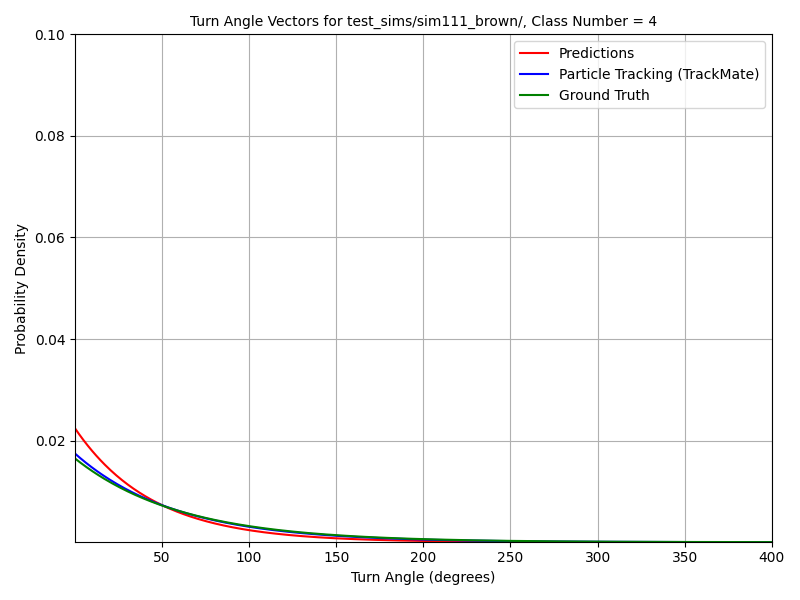 Turn Angle Vectors for test_sims/sim111_brown/, Class Number = 4
0.10
0.08
0.06
0.04
0.02
Probability Density
Predictions
Particle Tracking (TrackMate)
Ground Truth
50 100 150 200 250 300 350 400
Turn Angle (degrees)